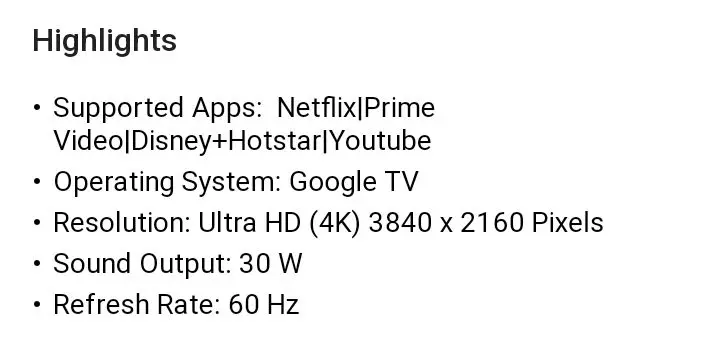 Highlights
• Supported Apps:  Netflix|Prime
Video|Disney+Hotstar|Youtube
• Operating System: Google TV
• Resolution: Ultra HD (4K) 3840 x 2160 Pixels
• Sound Output: 30 W
• Refresh Rate: 60 Hz